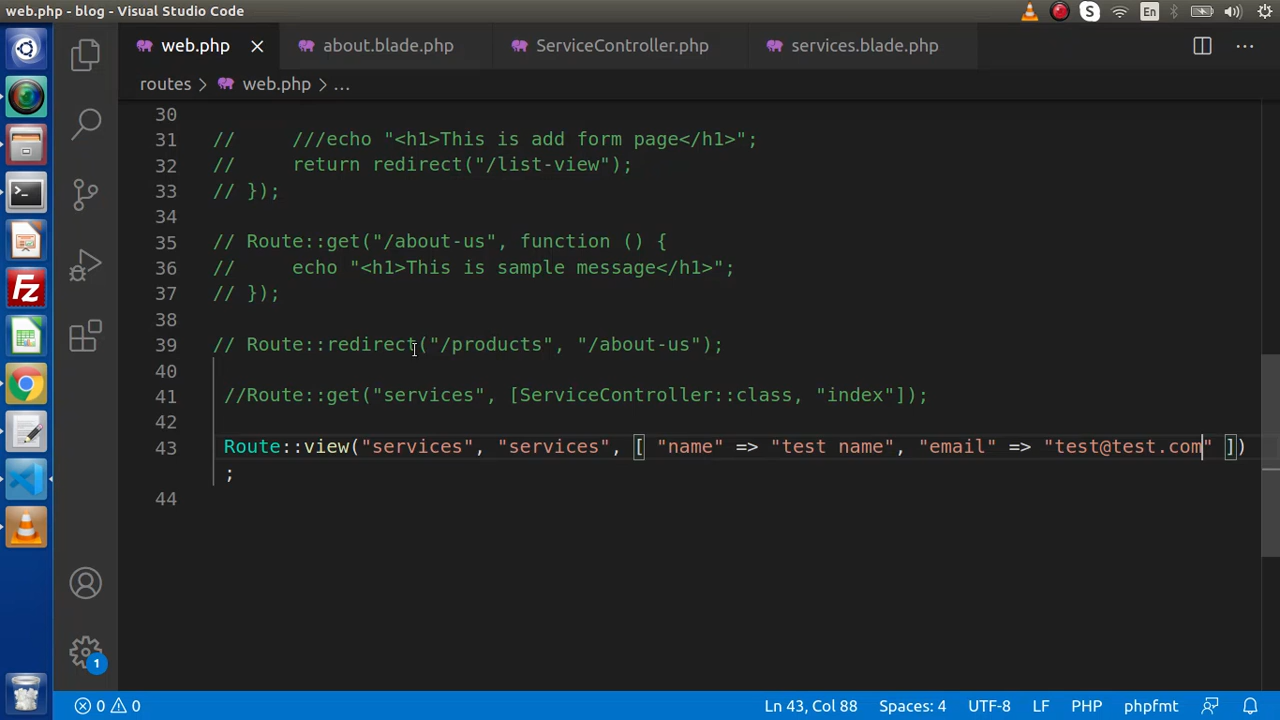 web.php - blog - Visual Studio Code
S
En
web.php
about.blade.php
ServiceController.php
services.blade.php
routes > web.php > …
30
31 // ///echo "<h1>This is add form page</h1>";
32 // return redirect("/list-view");
33 // });
34
35 // Route::get("/about-us", function () {
36 // echo "<h1>This is sample message</h1>";
37 // });
38
39 // Route::redirect("/products", "/about-us");
40
41 //Route::get("services", [ServiceController::class, "index"]);
42
43 Route::view("services", "services", [ "name" => "test name", "email" => "test@test.com" ])
;
44
Fz
1
0 0 Ln 43, Col 88 Spaces: 4 UTF-8 LF PHP phpfmt